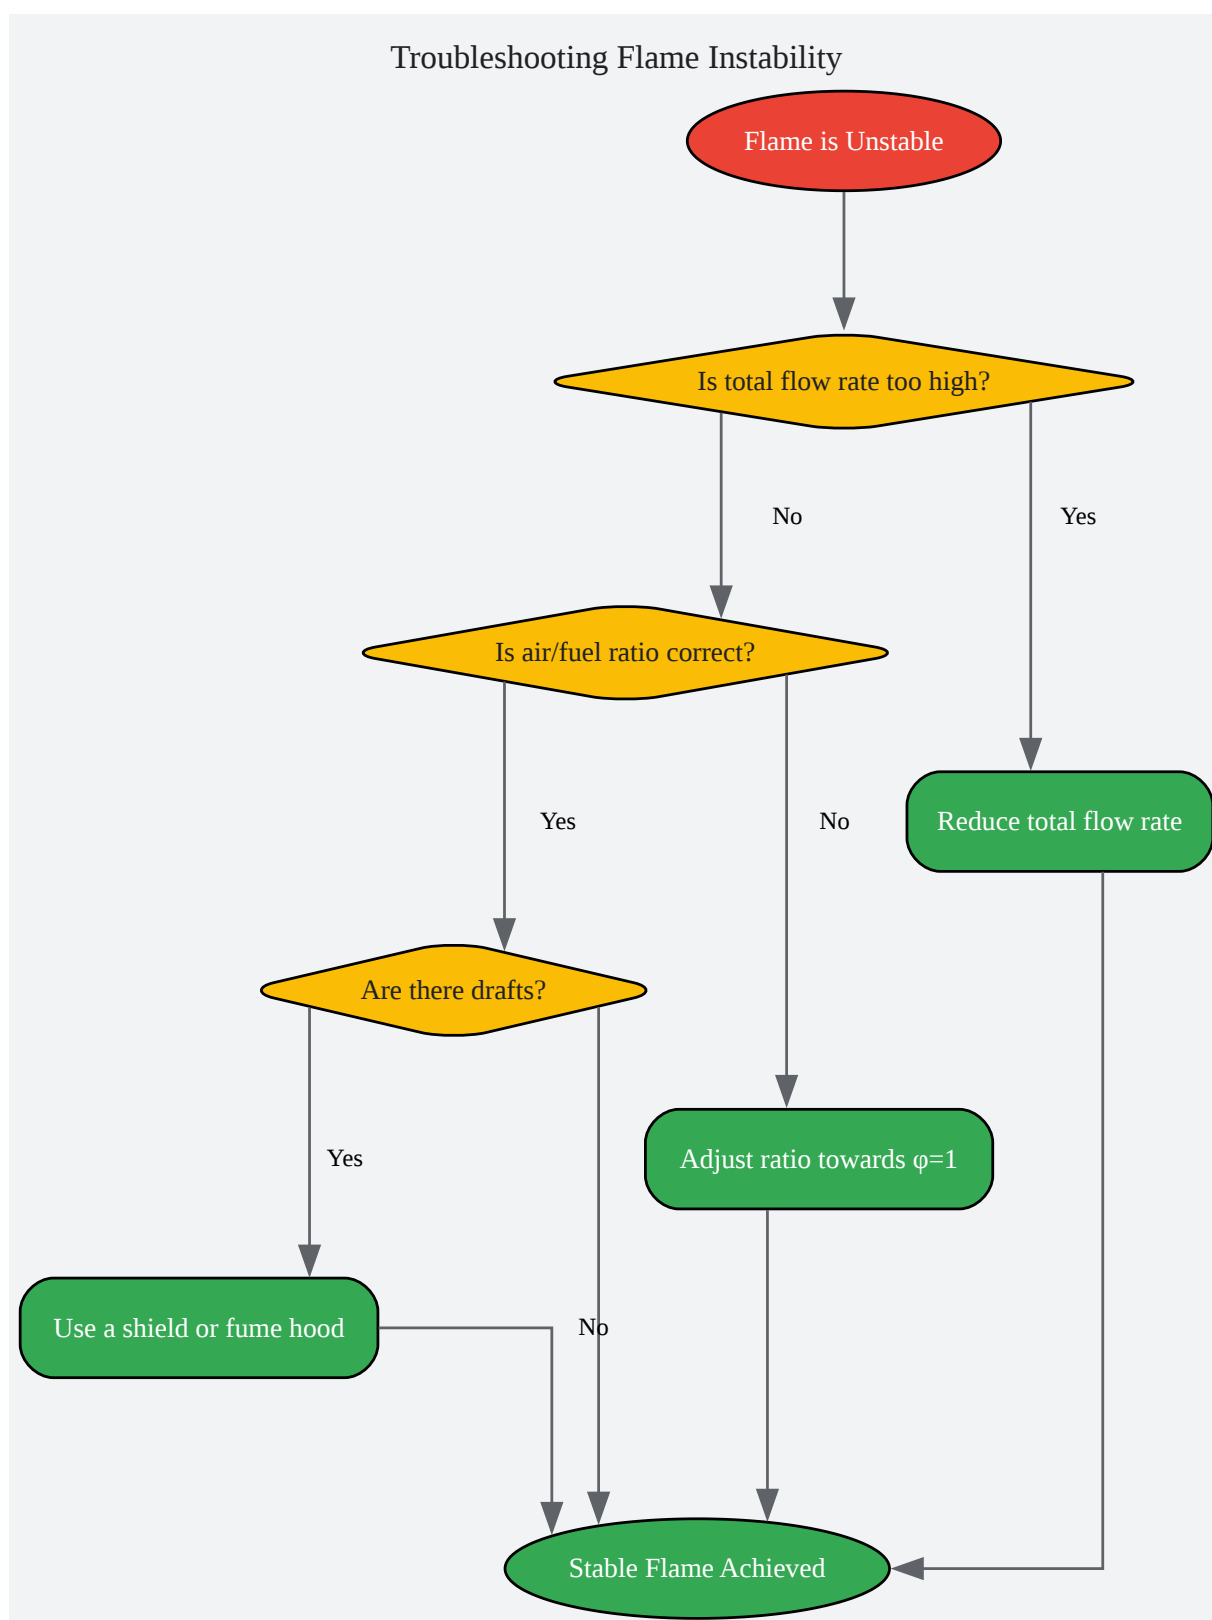 Troubleshooting Flame Instability
Flame is Unstable
Is total flow rate too high?
No
Yes
Is air/fuel ratio correct?
Yes
No
Reduce total flow rate
Are there drafts?
Yes
Adjust ratio towards φ=1
Use a shield or fume hood
No
Stable Flame Achieved